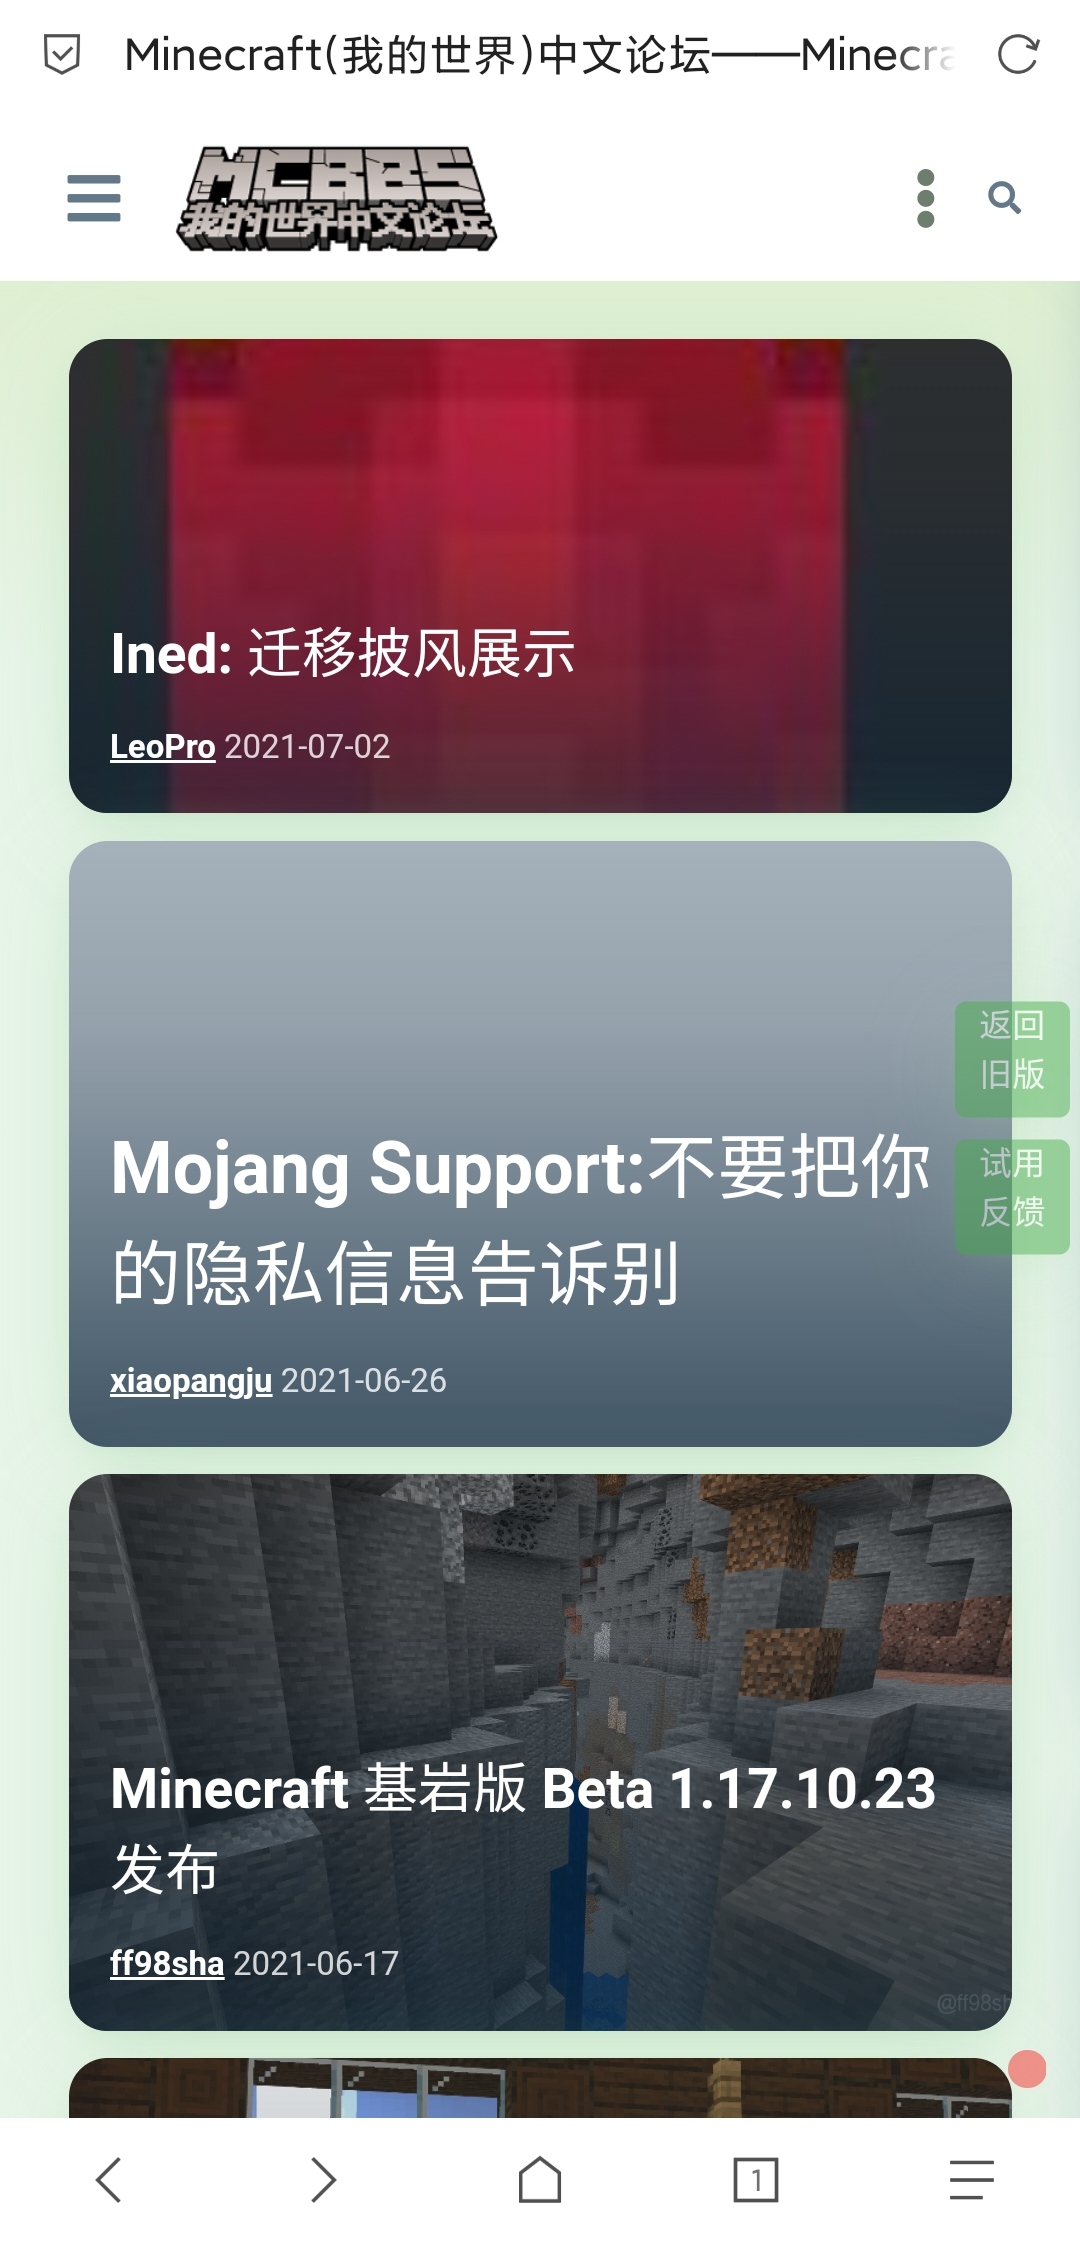 Minecraft(我的世界)中文论坛——Minecra
MCBBS
我的世界中文论坛
Ined: 迁移披风展示
LeoPro 2021-07-02
返回
旧版
试用
反馈
Mojang Support:不要把你
的隐私信息告诉别
xiaopangju 2021-06-26
Minecraft 基岩版 Beta 1.17.10.23
发布
ff98sha 2021-06-17
@ff98sh
1